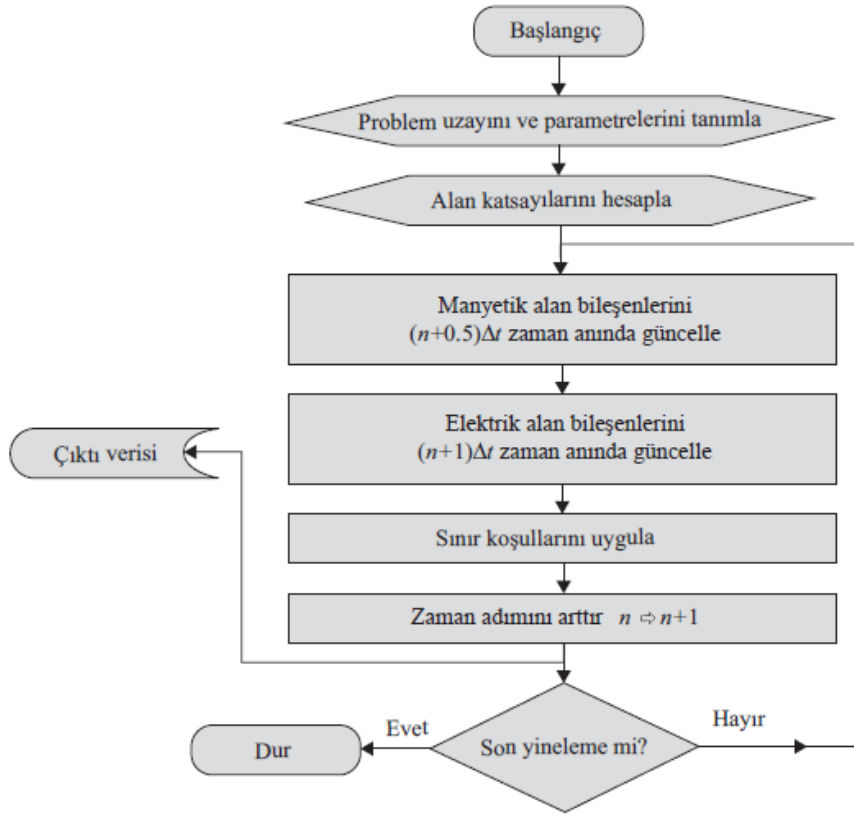 Başlangıç
Problem uzayını ve parametrelerini tanımla
Alan katsayılarını hesapla
Manyetik alan bileşenlerini
(n+0.5)Δt zaman anında güncelle
Elektrik alan bileşenlerini
(n+1)Δt zaman anında güncelle
Çıktı verisi
Sınır koşullarını uygula
Zaman adımını arttır n ⇨ n+1
Evet
Hayır
Dur
Son yineleme mi?